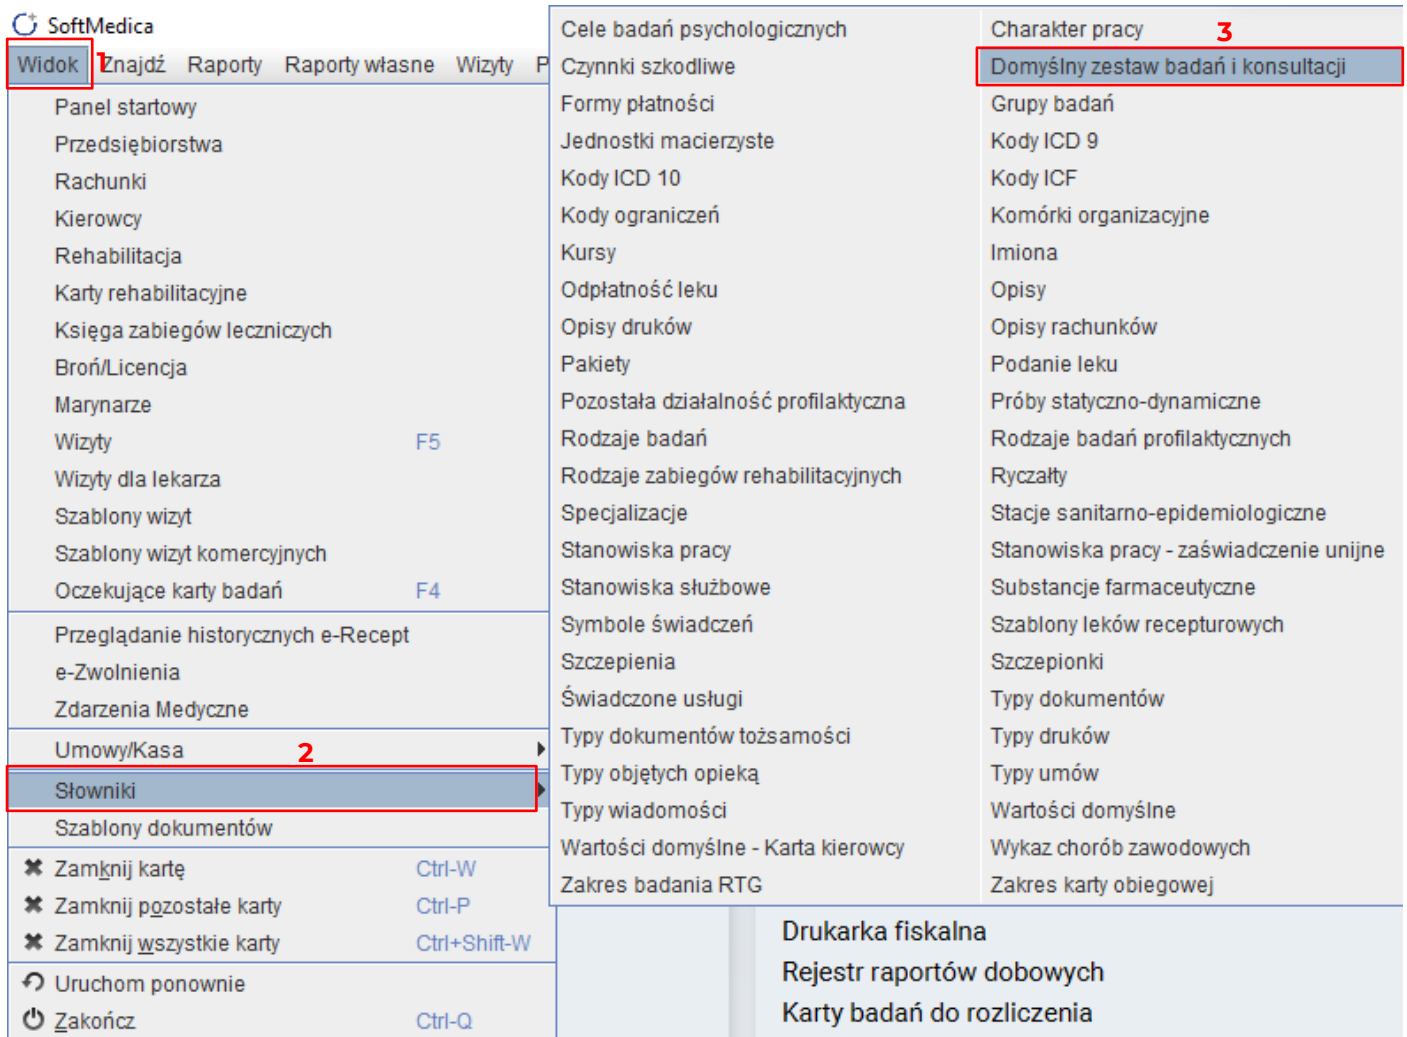 SoftMedica
Widok 1 Znajdź Raporty Raporty własne Wizyty P
Panel startowy
Przedsiębiorstwa
Rachunki
Kierowcy
Rehabilitacja
Karty rehabilitacyjne
Księga zabiegów leczniczych
Broń/Licencja
Marynarze
Wizyty F5
Wizyty dla lekarza
Szablony wizyt
Szablony wizyt komercyjnych
Oczekujące karty badań F4
Przeglądanie historycznych e-Recept
e-Zwolnienia
Zdarzenia Medyczne
Umowy/Kasa 2
Słowniki
Szablony dokumentów
Zamknij kartę Ctrl-W
Zamknij pozostałe karty Ctrl-P
Zamknij wszystkie karty Ctrl+Shift-W
Uruchom ponownie
Zakończ Ctrl-Q
Cele badań psychologicznych
Czynnki szkodliwe
Formy płatności
Jednostki macierzyste
Kody ICD 10
Kody ograniczeń
Kursy
Odpłatność leku
Opisy druków
Pakiety
Pozostała działalność profilaktyczna
Rodzaje badań
Rodzaje zabiegów rehabilitacyjnych
Specjalizacje
Stanowiska pracy
Stanowiska służbowe
Symbole świadczeń
Szczepienia
Świadczone usługi
Typy dokumentów tożsamości
Typy objętych opieką
Typy wiadomości
Wartości domyślne - Karta kierowcy
Zakres badania RTG
Charakter pracy 3
Domyślny zestaw badań i konsultacji
Grupy badań
Kody ICD 9
Kody ICF
Komórki organizacyjne
Imiona
Opisy
Opisy rachunków
Podanie leku
Próby statyczno-dynamiczne
Rodzaje badań profilaktycznych
Ryczałty
Stacje sanitarno-epidemiologiczne
Stanowiska pracy - zaświadczenie unijne
Substancje farmaceutyczne
Szablony leków recepturowych
Szczepionki
Typy dokumentów
Typy druków
Typy umów
Wartości domyślne
Wykaz chorób zawodowych
Zakres karty obiegowej
Drukarka fiskalna
Rejestr raportów dobowych
Karty badań do rozliczenia